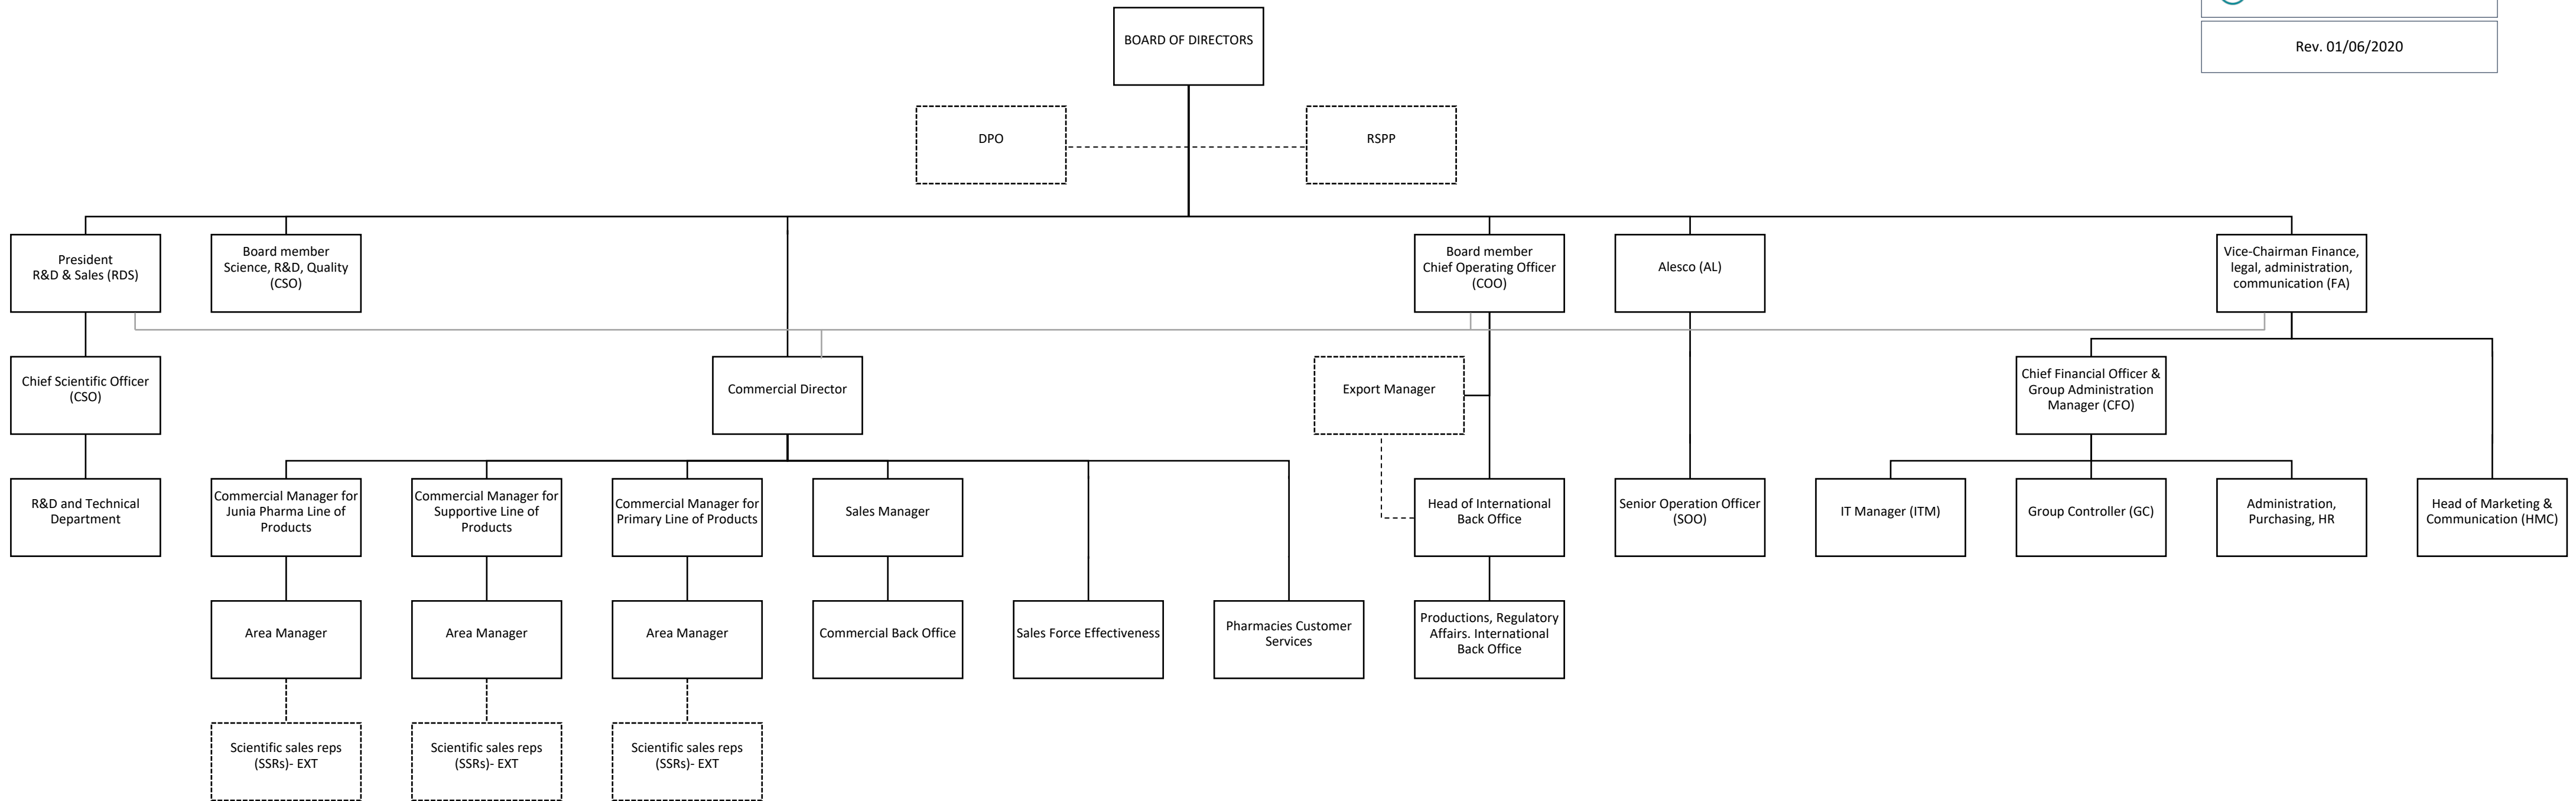 BOARD OF DIRECTORS
Rev. 01/06/2020
DPO
RSPP
President
R&D & Sales (RDS)
Board member
Science, R&D, Quality
(CSO)
Board member
Chief Operating Officer
(COO)
Alesco (AL)
Vice-Chairman Finance,
legal, administration,
communication (FA)
Chief Scientific Officer
(CSO)
Commercial Director
Export Manager
Chief Financial Officer &
Group Administration
Manager (CFO)
R&D and Technical
Department
Commercial Manager for
Junia Pharma Line of
Products
Commercial Manager for
Supportive Line of
Products
Commercial Manager for
Primary Line of Products
Sales Manager
Head of International
Back Office
Senior Operation Officer
(SOO)
IT Manager (ITM)
Group Controller (GC)
Administration,
Purchasing, HR
Head of Marketing &
Communication (HMC)
Area Manager
Area Manager
Area Manager
Commercial Back Office
Sales Force Effectiveness
Pharmacies Customer
Services
Productions, Regulatory
Affairs. International
Back Office
Scientific sales reps
(SSRs)- EXT
Scientific sales reps
(SSRs)- EXT
Scientific sales reps
(SSRs)- EXT